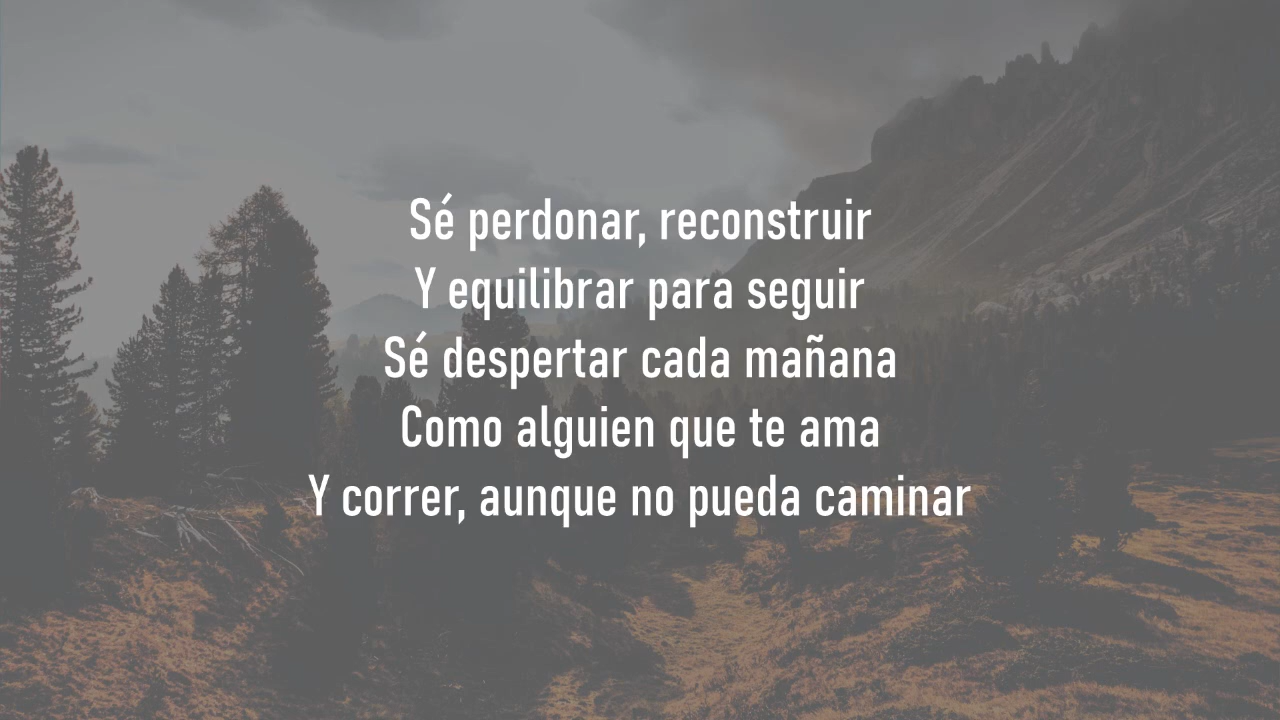 Sé perdonar, reconstruir
Y equilibrar para seguir
Sé despertar cada mañana
Como alguien que te ama
Y correr, aunque no pueda caminar